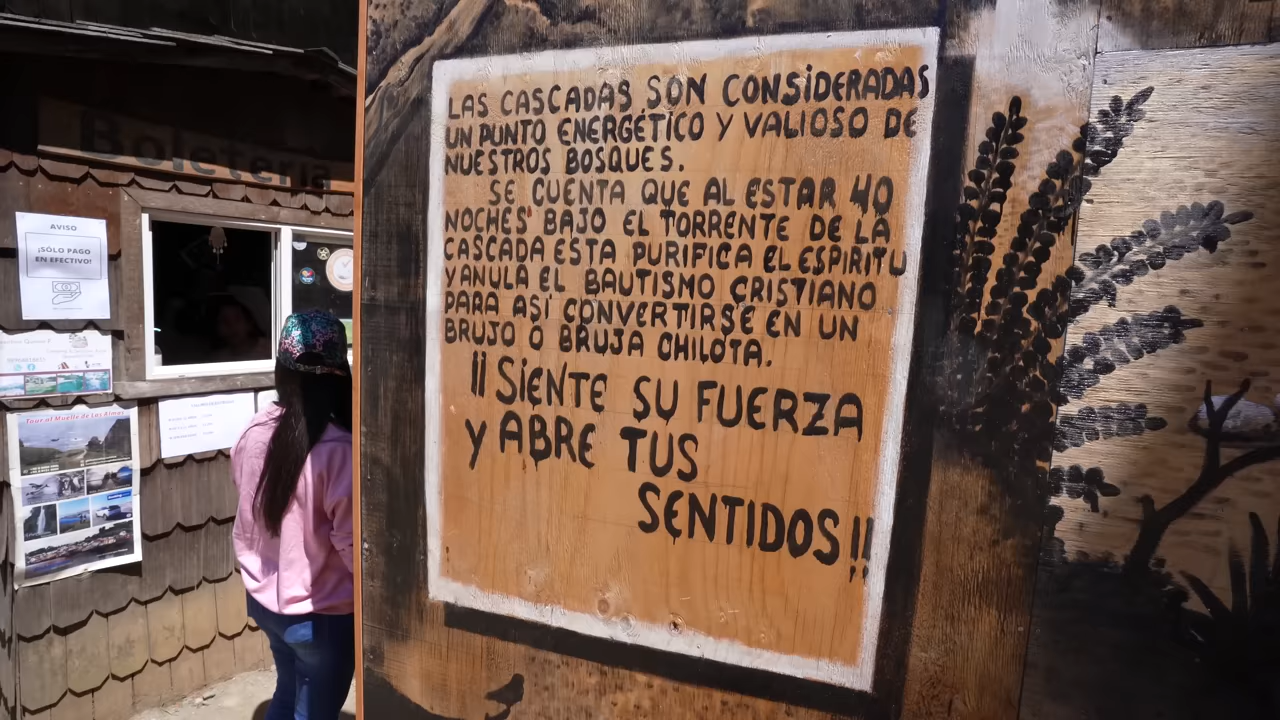 Boletería
AVISO
¡SÓLO PAGO
EN EFECTIVO!
Tour al Muelle de Las Almas
LAS CASCADAS SON CONSiDERADAS
UN PUNTO ENERGÉTICO Y VALIOSO DE
NUESTROS BOSQUES.
SE CUENTA QUE AL ESTAR 40
NOCHES BAJO EL TORRENTE DE LA
CASCADA ESTA PURIFICA EL ESPIRITU
Y ANULA EL BAUTISMO CRISTIANO
PARA ASÍ CONVERTIRSE EN UN
BRUJO O BRUJA CHILOTA.
¡¡SiENTE SU FUERZA
Y ABRE TUS
SENTIDOS!!